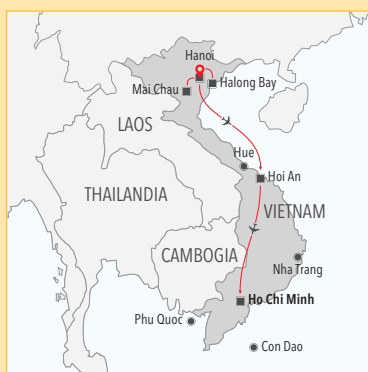 Hanoi
Halong Bay
Mai Chau
LAOS
Hue
Hoi An
THAILANDIA
VIETNAM
CAMBOGIA
Nha Trang
Ho Chi Minh
Phu Quoc
Con Dao